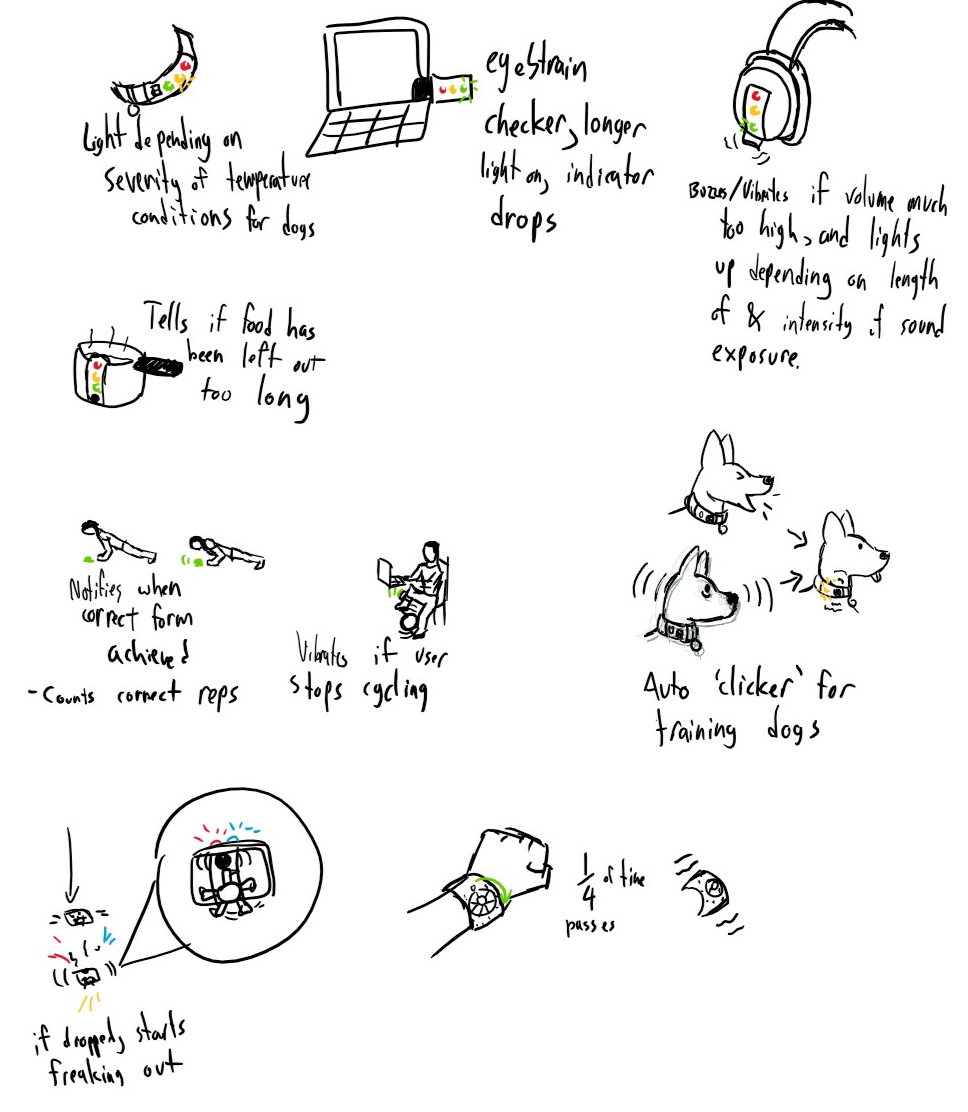 Light depending on
severity of temperature
conditions for dogs
eyestrain
checker, longer
light on, indicator
drops
Buzzes/Vibrates if volume much
too high, and lights
up depending on length
of & intensity of sound
exposure.
Tells if food has
been left out
too long
Notifies when
correct form
achieved
- Counts correct reps
Vibrates if user
stops cycling
Auto 'clicker' for
training dogs
if dropped, starts
freaking out
1/4 of time
passes